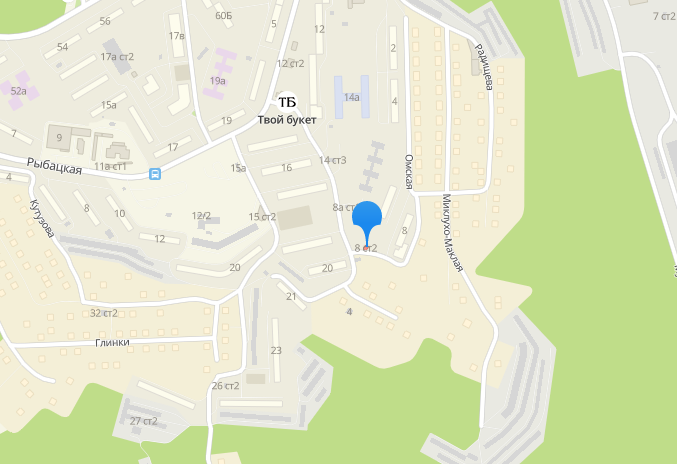 60Б
5
12
7 ст2
56
17в
54
17а ст2
12 ст2
2
Радищева
19а
52а
14а
ТБ
15а
4
Твой букет
19
7
9
17
14 ст3
Омская
Рыбацкая
11а ст1
15а
16
4
Миклухо-Маклая
Кутузова
8
10
12/2
15 ст2
8а ст
8
12
8 ст2
20
20
21
32 ст2
4
Глинки
23
26 ст2
27 ст2